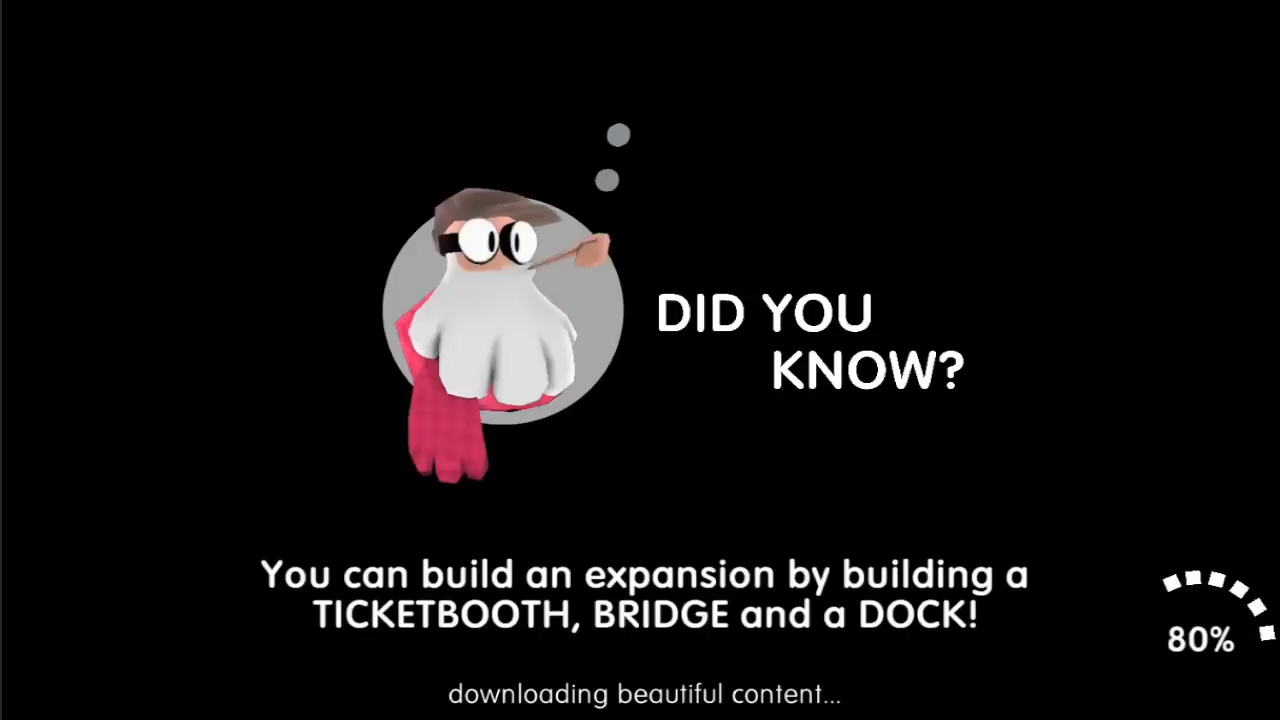 DID YOU
KNOW?
You can build an expansion by building a
TICKETBOOTH, BRIDGE and a DOCK!
80%
downloading beautiful content...